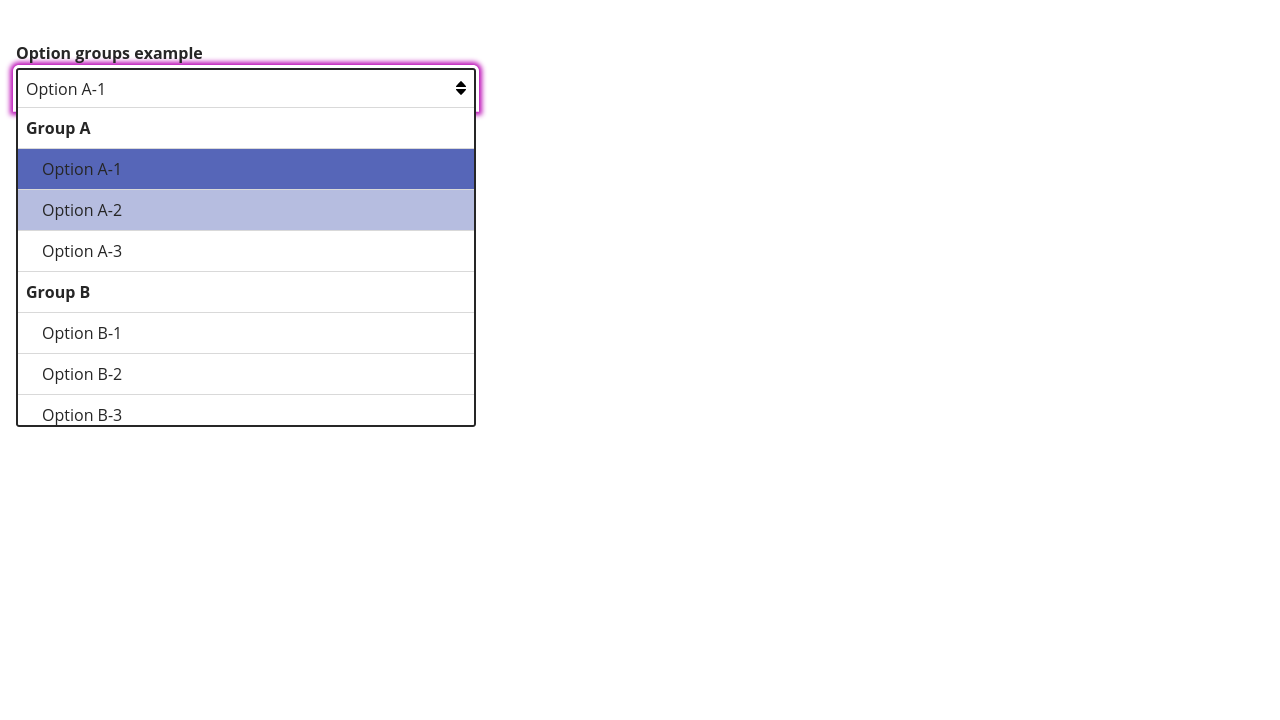 Option groups example
Option A-1
Group A
Option A-1
Option A-2
Option A-3
Group B
Option B-1
Option B-2
Option B-3